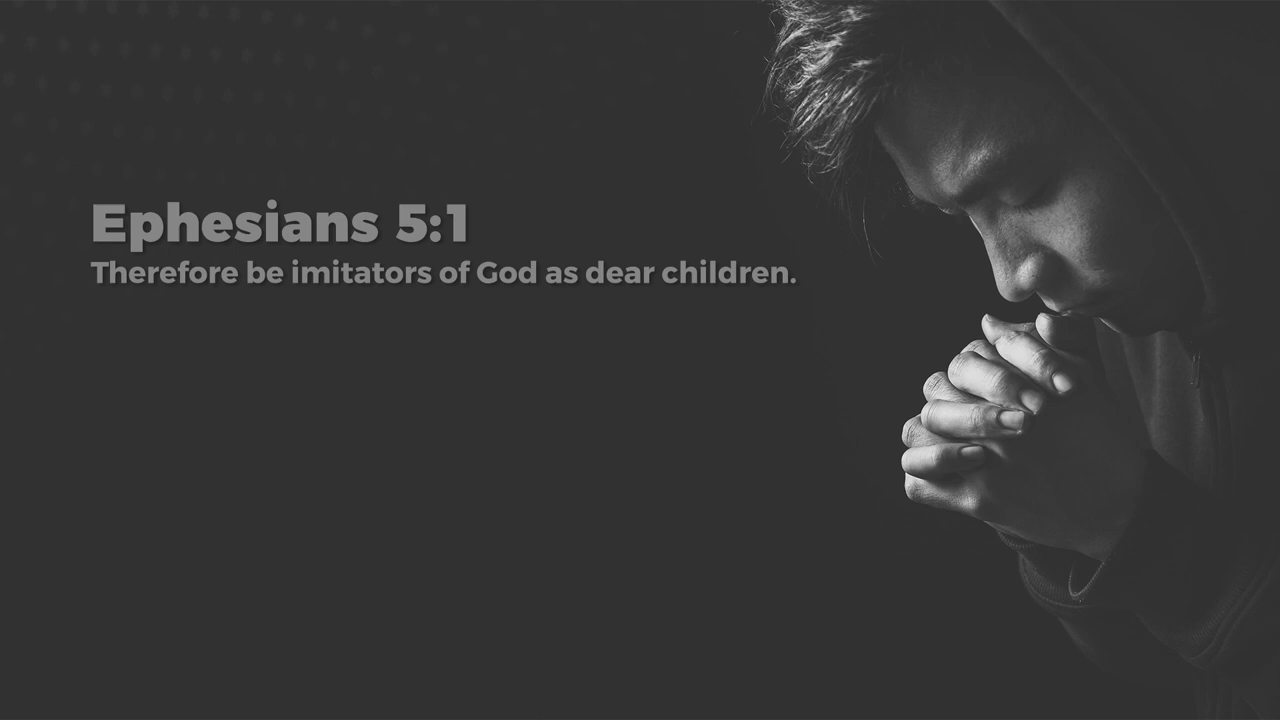 Ephesians 5:1
Therefore be imitators of God as dear children.